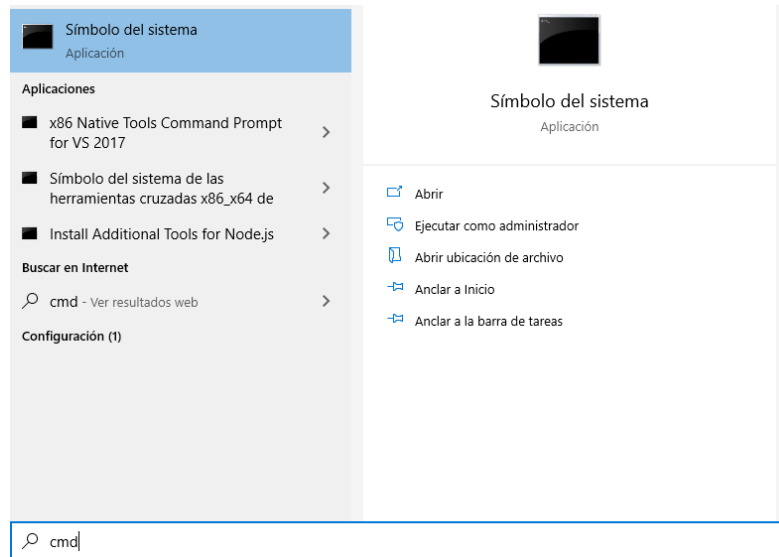 Símbolo del sistema
Aplicación
Aplicaciones
x86 Native Tools Command Prompt
for VS 2017
Símbolo del sistema de las
herramientas cruzadas x86_x64 de
Install Additional Tools for Node.js
Buscar en Internet
cmd - Ver resultados web
Configuración (1)
Símbolo del sistema
Aplicación
Abrir
Ejecutar como administrador
Abrir ubicación de archivo
Anclar a Inicio
Anclar a la barra de tareas
cmd